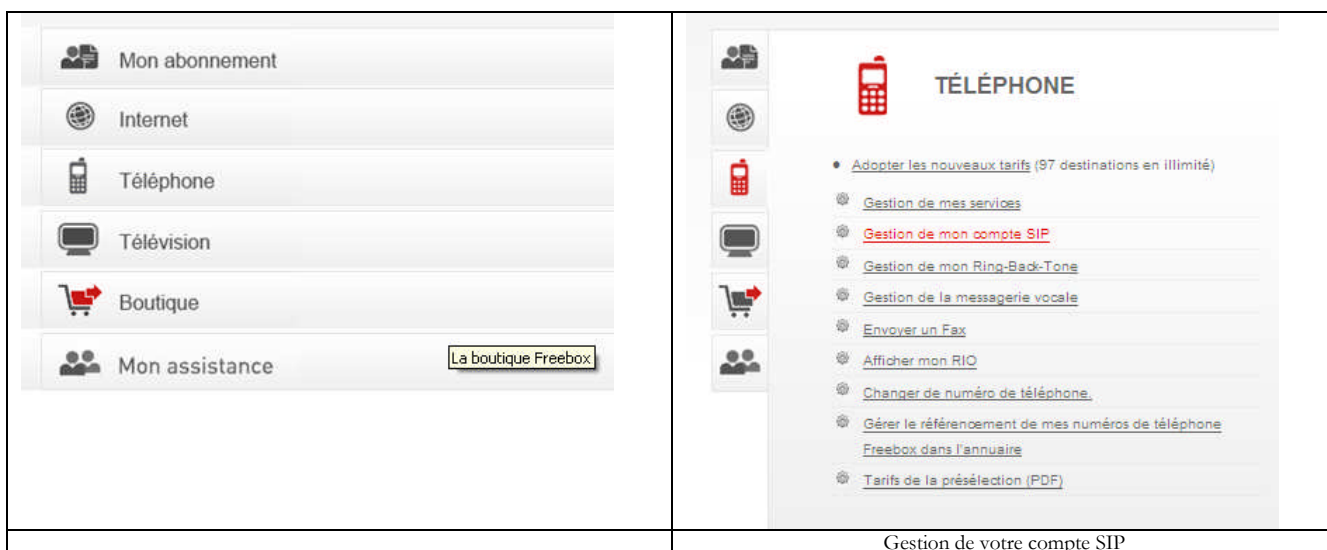 Mon abonnement
Internet
Téléphone
Télévision
Boutique
Mon assistance
La boutique Freebox
TÉLÉPHONE
Adopter les nouveaux tarifs (97 destinations en illimité)
Gestion de mes services
Gestion de mon compte SIP
Gestion de mon Ring-Back-Tone
Gestion de la messagerie vocale
Envoyer un Fax
Afficher mon RIO
Changer de numéro de téléphone.
Gérer le référencement de mes numéros de téléphone
Freebox dans l'annuaire
Tarifs de la présélection (PDF)
Gestion de votre compte SIP